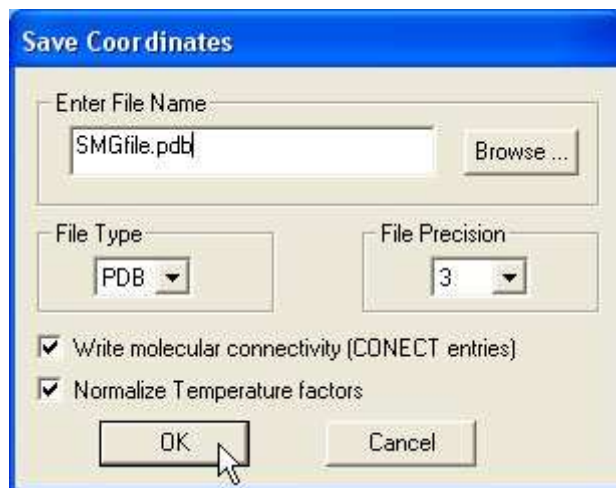 Save Coordinates
Enter File Name
SMGfile.pdb
Browse ...
File Type
File Precision
PDB
3
Write molecular connectivity (CONECT entries)
Normalize Temperature factors
OK
Cancel